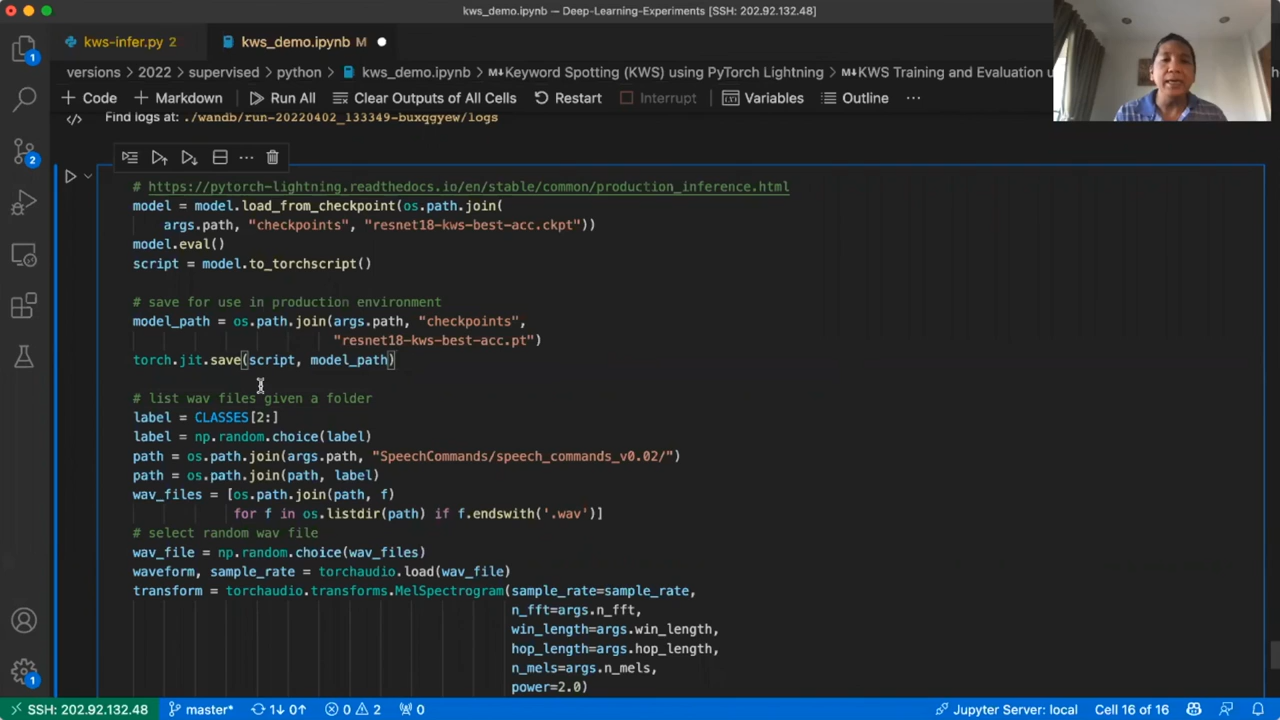 kws_demo.ipynb — Deep-Learning-Experiments [SSH: 202.92.132.48]
kws-infer.py 2
kws_demo.ipynb M
versions > 2022 > supervised > python > kws_demo.ipynb > Keyword Spotting (KWS) using PyTorch Lightning > KWS Training and Evaluation u
+ Code + Markdown Run All Clear Outputs of All Cells Restart Interrupt Variables Outline ...
Find logs at: ./wandb/run-20220402_133349-buxqgyew/logs
# https://pytorch-lightning.readthedocs.io/en/stable/common/production_inference.html
model = model.load_from_checkpoint(os.path.join(
args.path, "checkpoints", "resnet18-kws-best-acc.ckpt"))
model.eval()
script = model.to_torchscript()
# save for use in production environment
model_path = os.path.join(args.path, "checkpoints",
"resnet18-kws-best-acc.pt")
torch.jit.save(script, model_path)
# list wav files given a folder
label = CLASSES[2:]
label = np.random.choice(label)
path = os.path.join(args.path, "SpeechCommands/speech_commands_v0.02/")
path = os.path.join(path, label)
wav_files = [os.path.join(path, f)
for f in os.listdir(path) if f.endswith('.wav')]
# select random wav file
wav_file = np.random.choice(wav_files)
waveform, sample_rate = torchaudio.load(wav_file)
transform = torchaudio.transforms.MelSpectrogram(sample_rate=sample_rate,
n_fft=args.n_fft,
win_length=args.win_length,
hop_length=args.hop_length,
n_mels=args.n_mels,
power=2.0)
1
2
1
SSH: 202.92.132.48 master* 1↓ 0↑ 0 2 0 Jupyter Server: local Cell 16 of 16